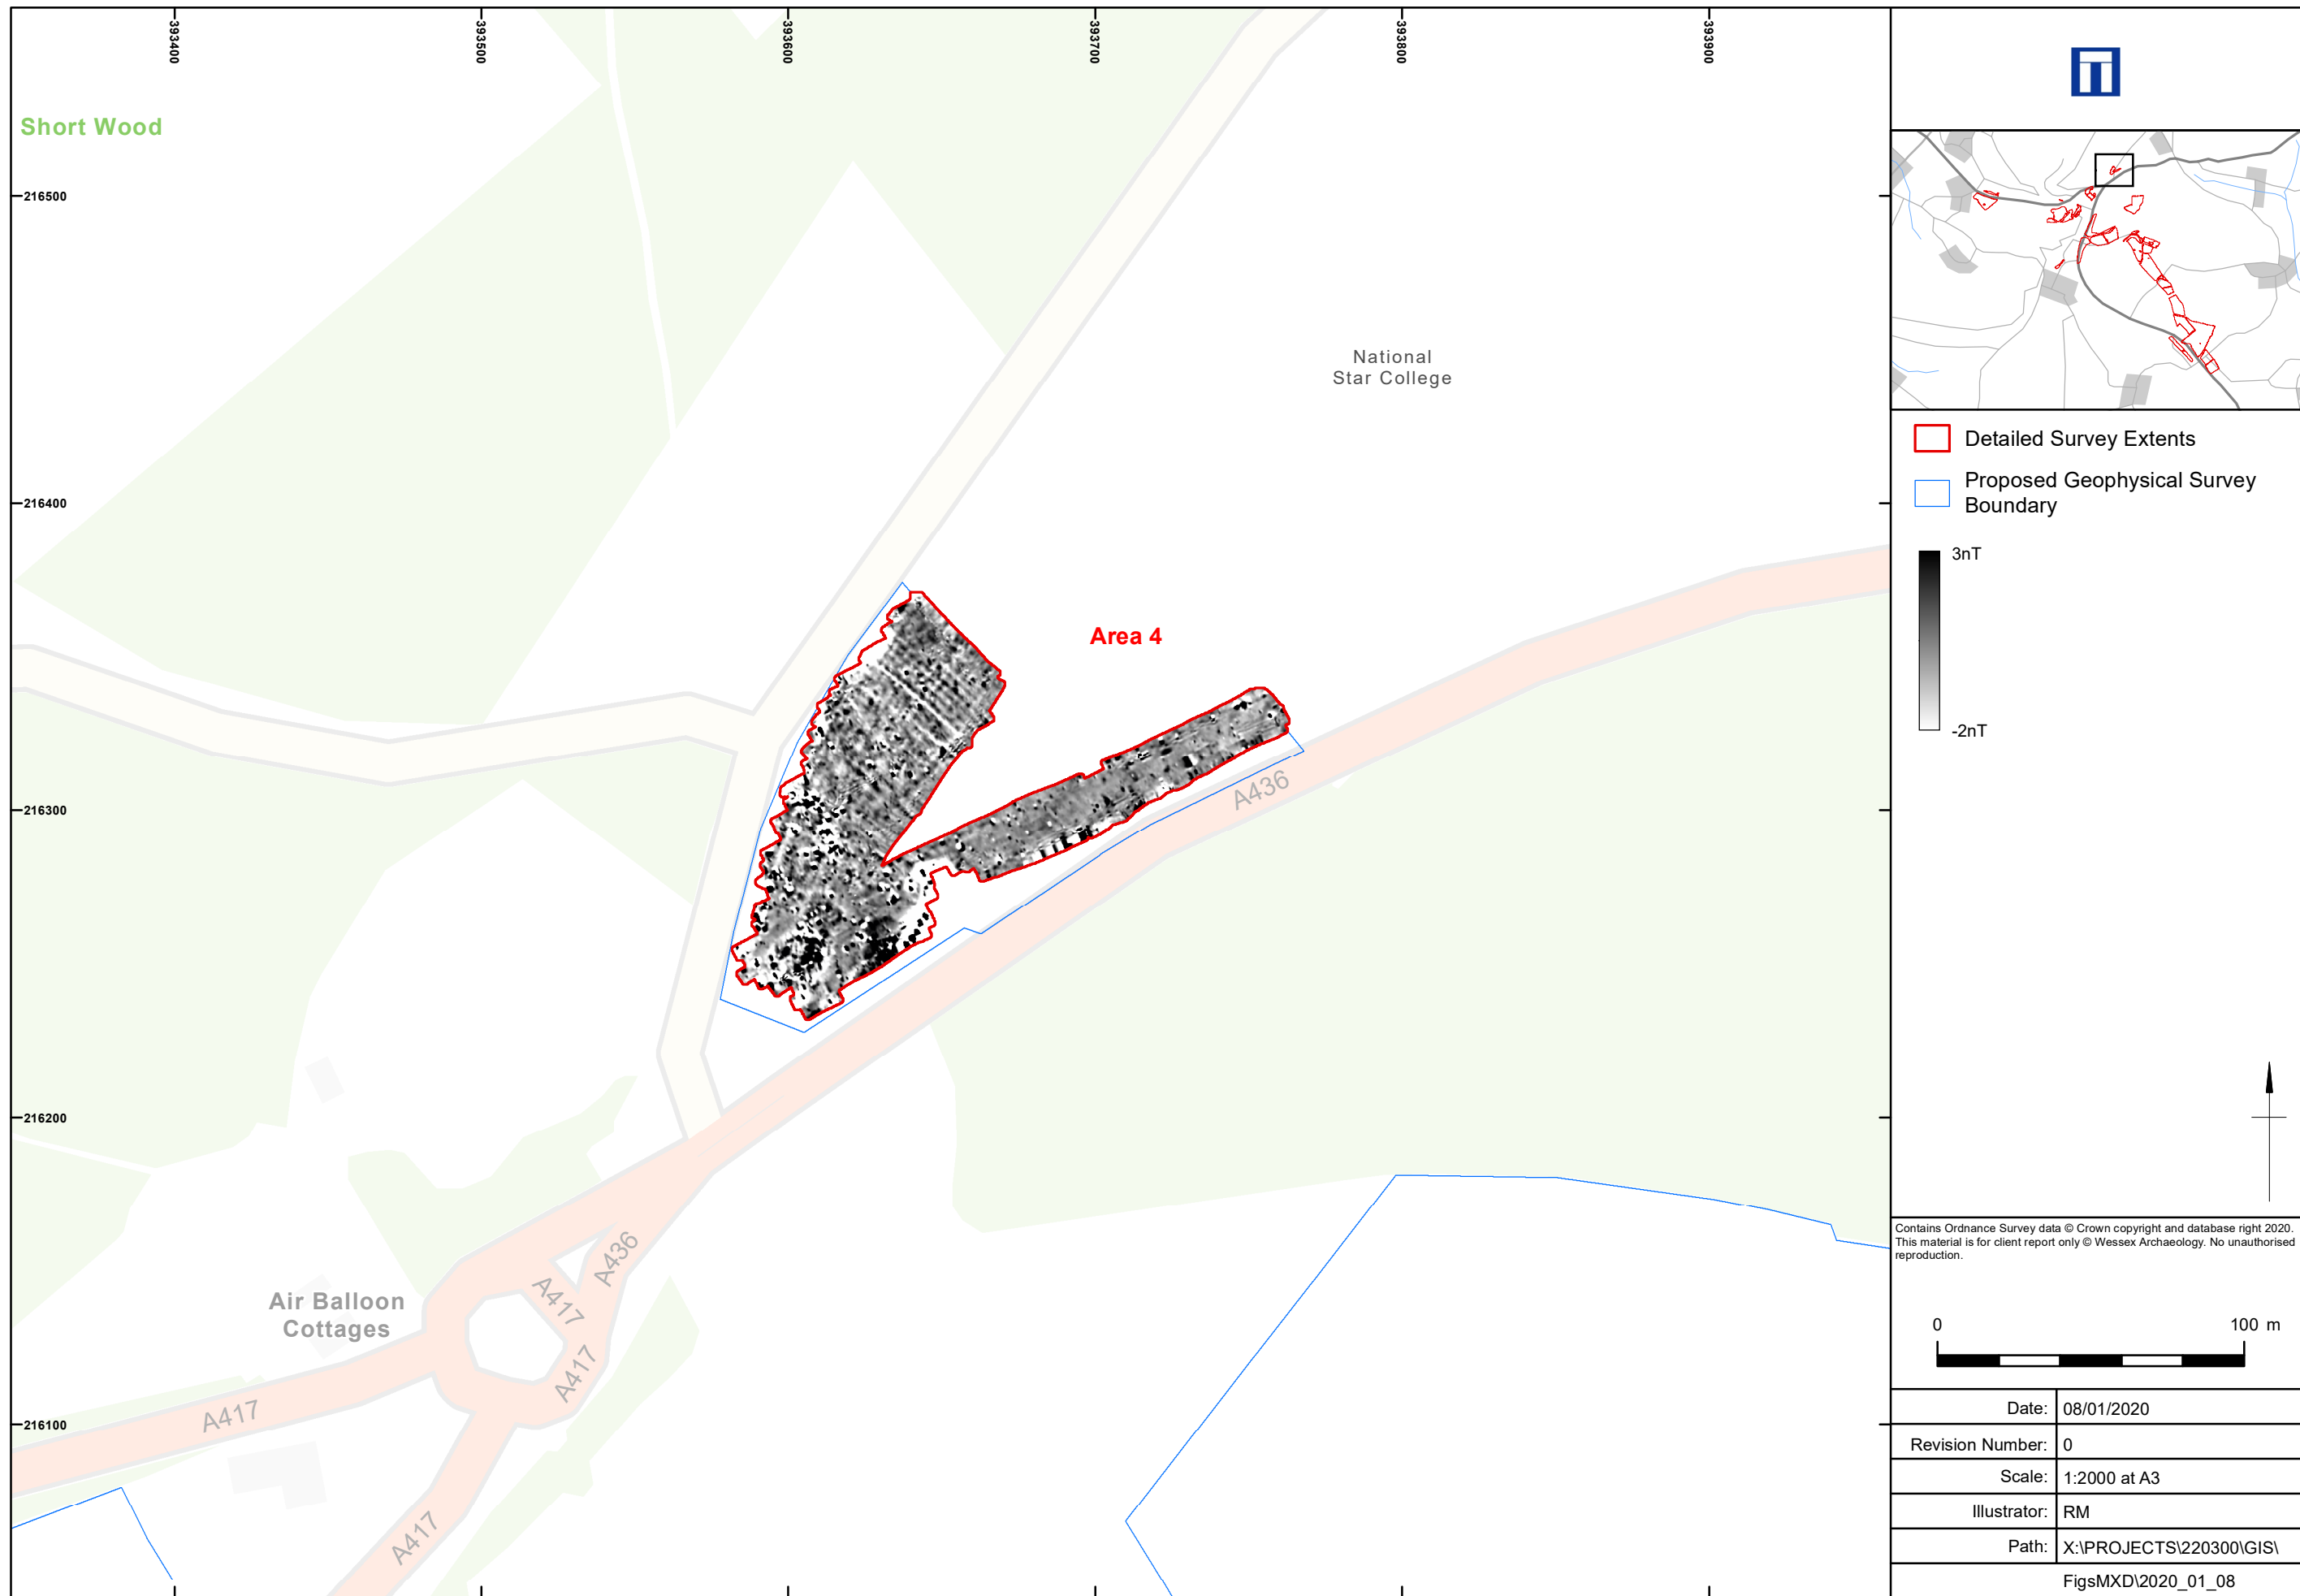 393400
393500
393600
393700
393800
393900
Short Wood
216500
National
Star College
216400
Area 4
A436
216300
216200
A436
A417
Air Balloon
Cottages
A417
A417
216100
A417
Detailed Survey Extents
Proposed Geophysical Survey
Boundary
3nT
-2nT
Contains Ordnance Survey data © Crown copyright and database right 2020.
This material is for client report only © Wessex Archaeology. No unauthorised
reproduction.
0 100 m
Date: 08/01/2020
Revision Number: 0
Scale: 1:2000 at A3
Illustrator: RM
Path: X:\PROJECTS\220300\GIS\
FigsMXD\2020_01_08